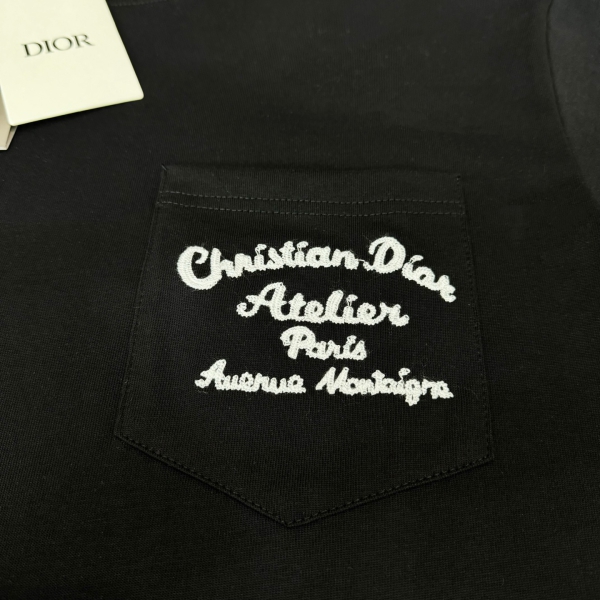 DIOR
Christian Dior
Atelier
Paris
Avenue Montaigne